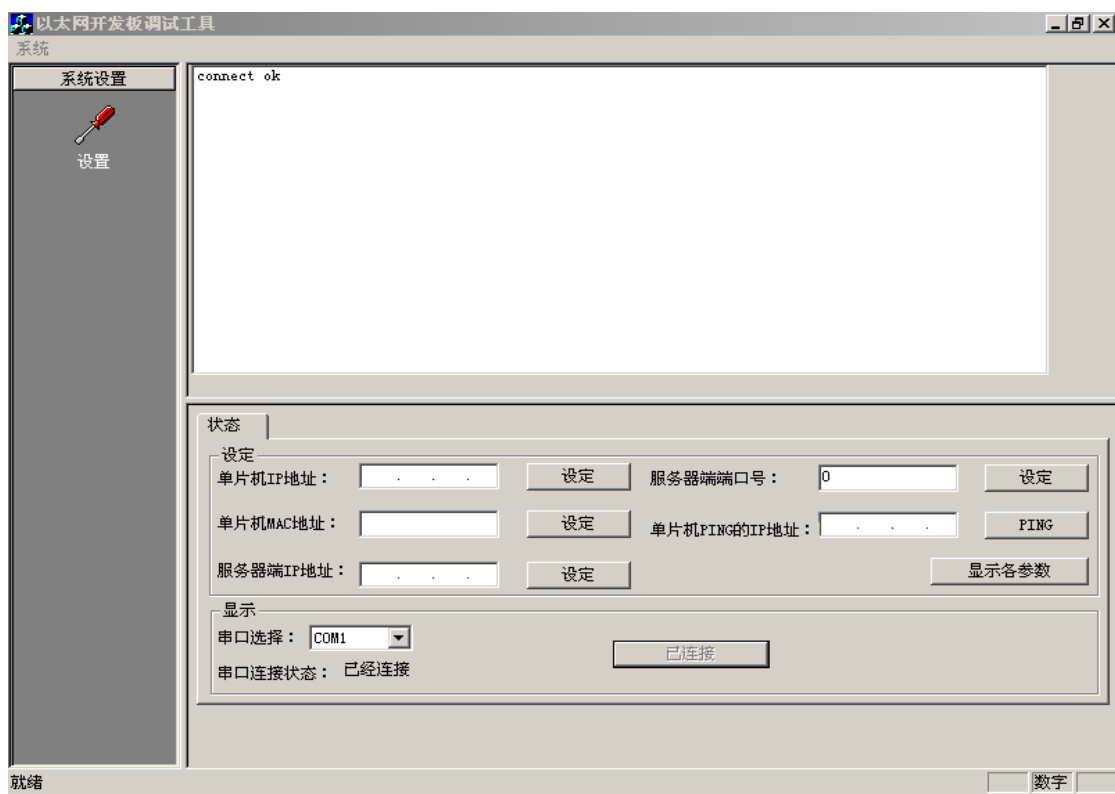 以太网开发板调试工具
系统
系统设置
设置
connect ok
状态
设定
单片机IP地址： . . . 设定 服务器端端口号： 0 设定
单片机MAC地址： 设定 单片机PING的IP地址： . . . PING
服务器端IP地址： . . . 设定 显示各参数
显示
串口选择： COM1 已连接
串口连接状态： 已经连接
就绪 数字